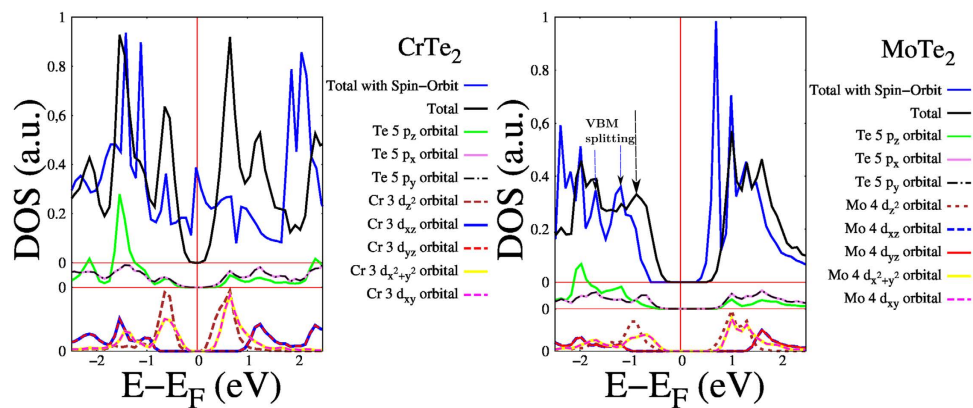 CrTe2
Total with Spin-Orbit
Total
Te 5 pz orbital
Te 5 px orbital
Te 5 py orbital
Cr 3 dz2 orbital
Cr 3 dxz orbital
Cr 3 dyz orbital
Cr 3 dx2+y2 orbital
Cr 3 dxy orbital
DOS (a.u.)
1
0.8
0.6
0.4
0.2
0
0
0
-2
-1
0
1
2
E-EF (eV)
MoTe2
Total with Spin-Orbit
Total
Te 5 pz orbital
Te 5 px orbital
Te 5 py orbital
Mo 4 dz2 orbital
Mo 4 dxz orbital
Mo 4 dyz orbital
Mo 4 dx2+y2 orbital
Mo 4 dxy orbital
VBM
splitting
DOS (a.u.)
1
0.8
0.6
0.4
0.2
0
0
0
-2
-1
0
1
2
E-EF (eV)